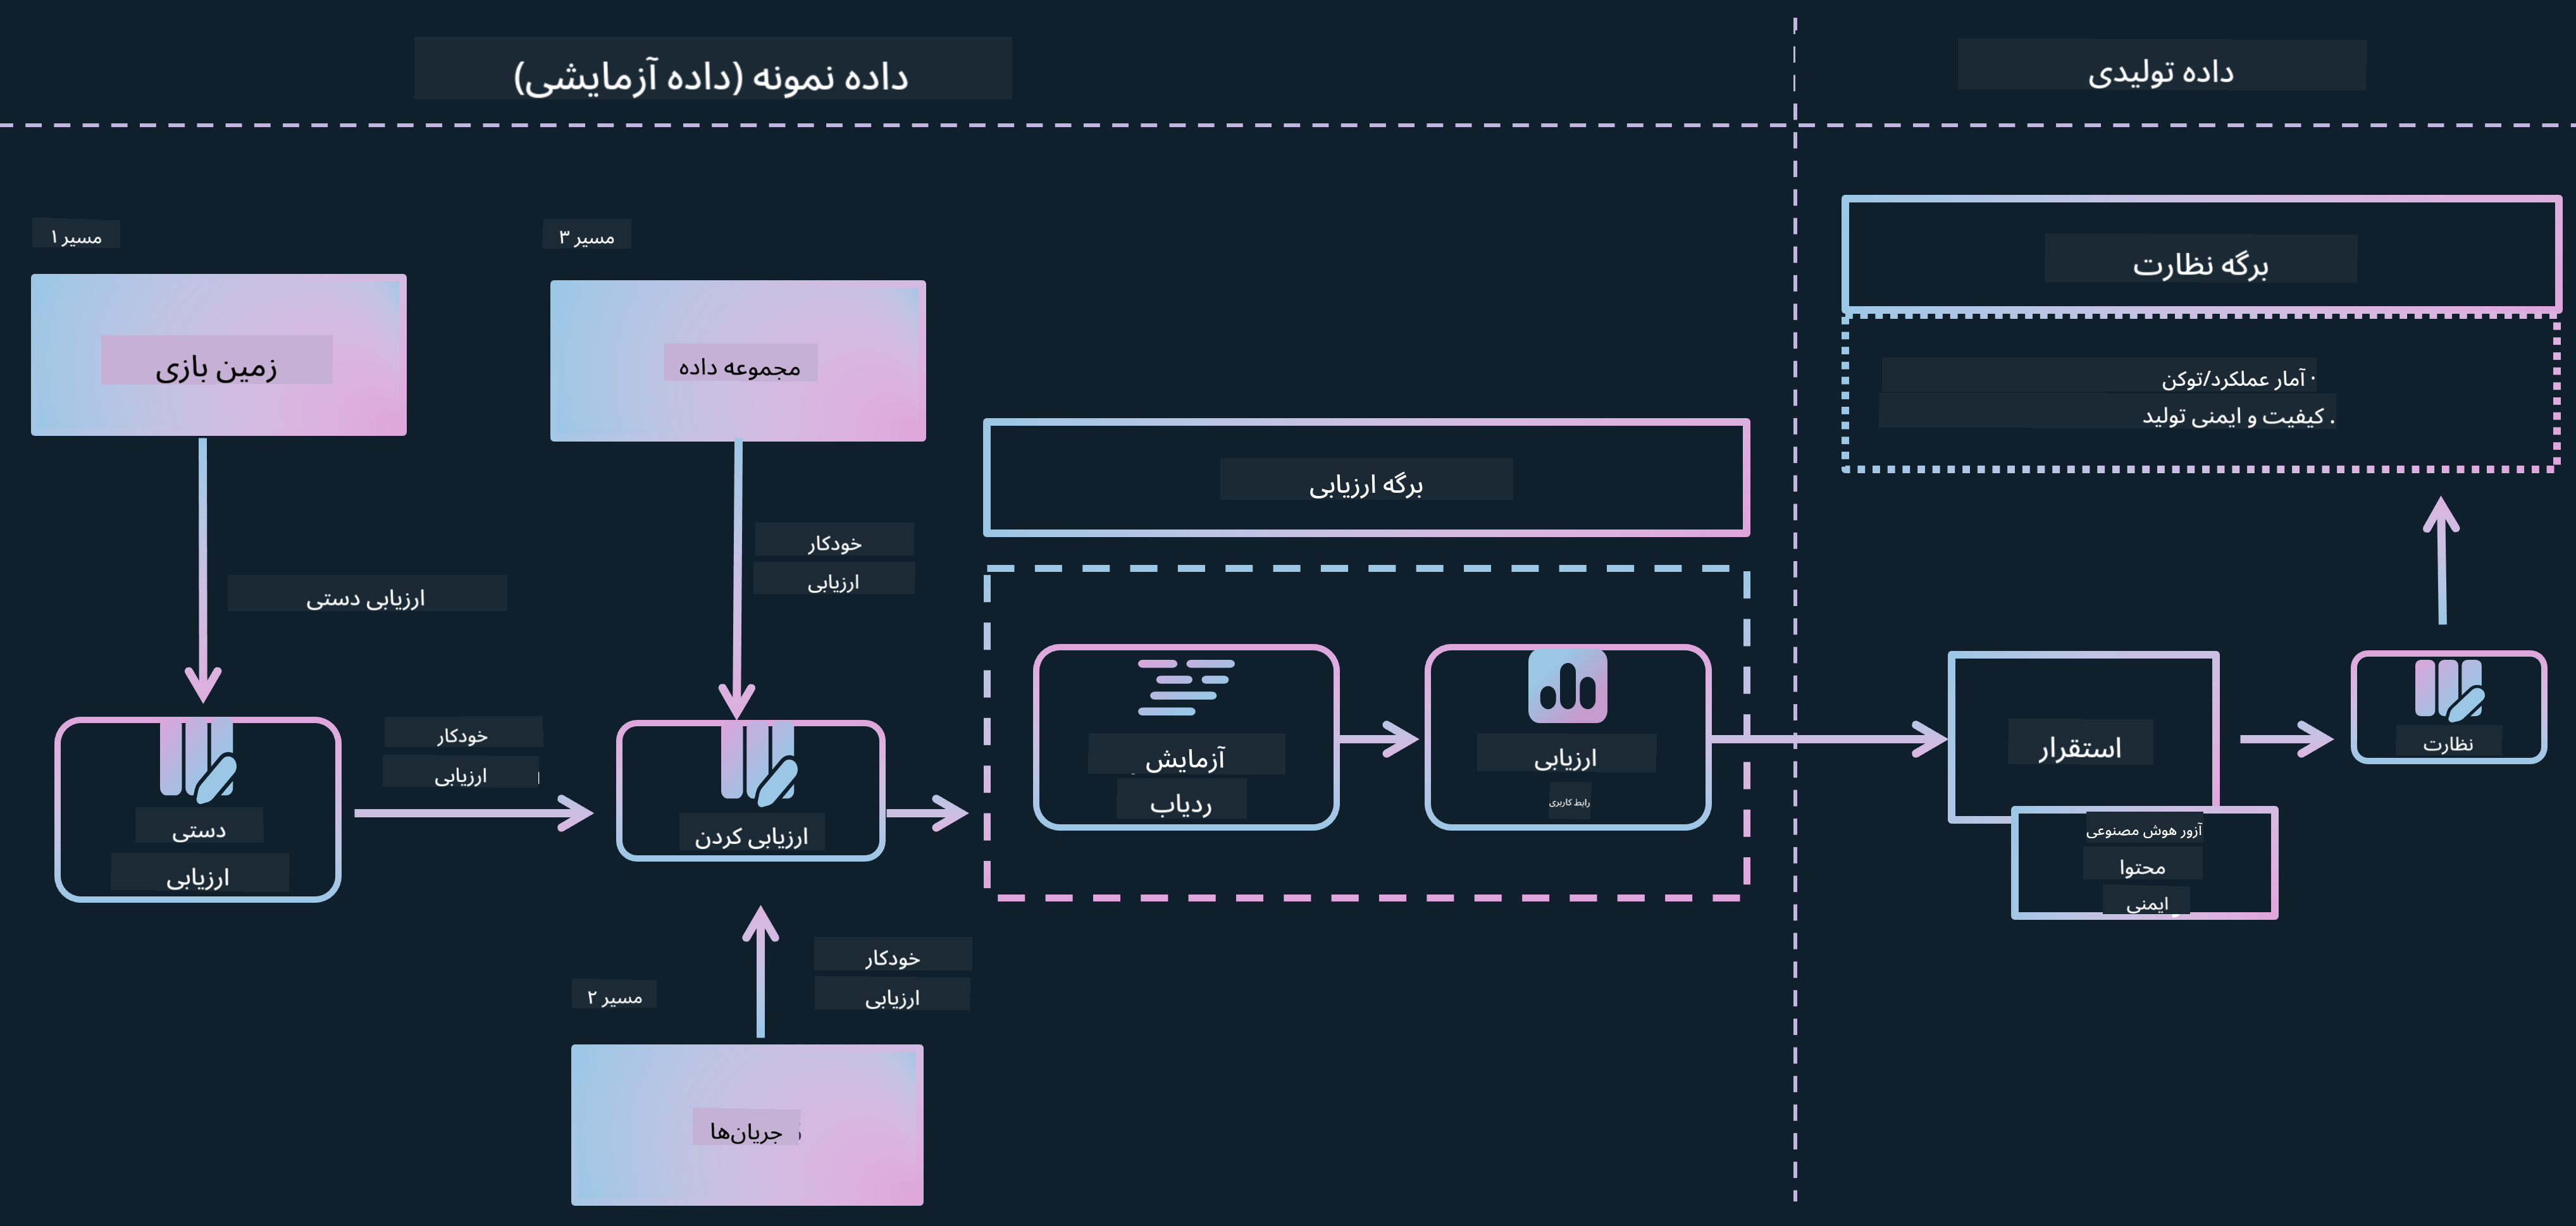 داده نمونه (داده آزمایشی)
داده تولیدی
مسیر ۱
مسیر ۳
زمین بازی
مجموعه داده
برگه نظارت
· آمار عملکرد/توکن
. کیفیت و ایمنی تولید
برگه ارزیابی
خودکار
ارزیابی
ارزیابی دستی
خودکار
ارزیابی
دستی
ارزیابی
ارزیابی کردن
آزمایش
ردیاب
ارزیابی
رابط کاربری
استقرار
نظارت
آزور هوش مصنوعی
محتوا
ایمنی
خودکار
ارزیابی
مسیر ۲
جریان‌ها